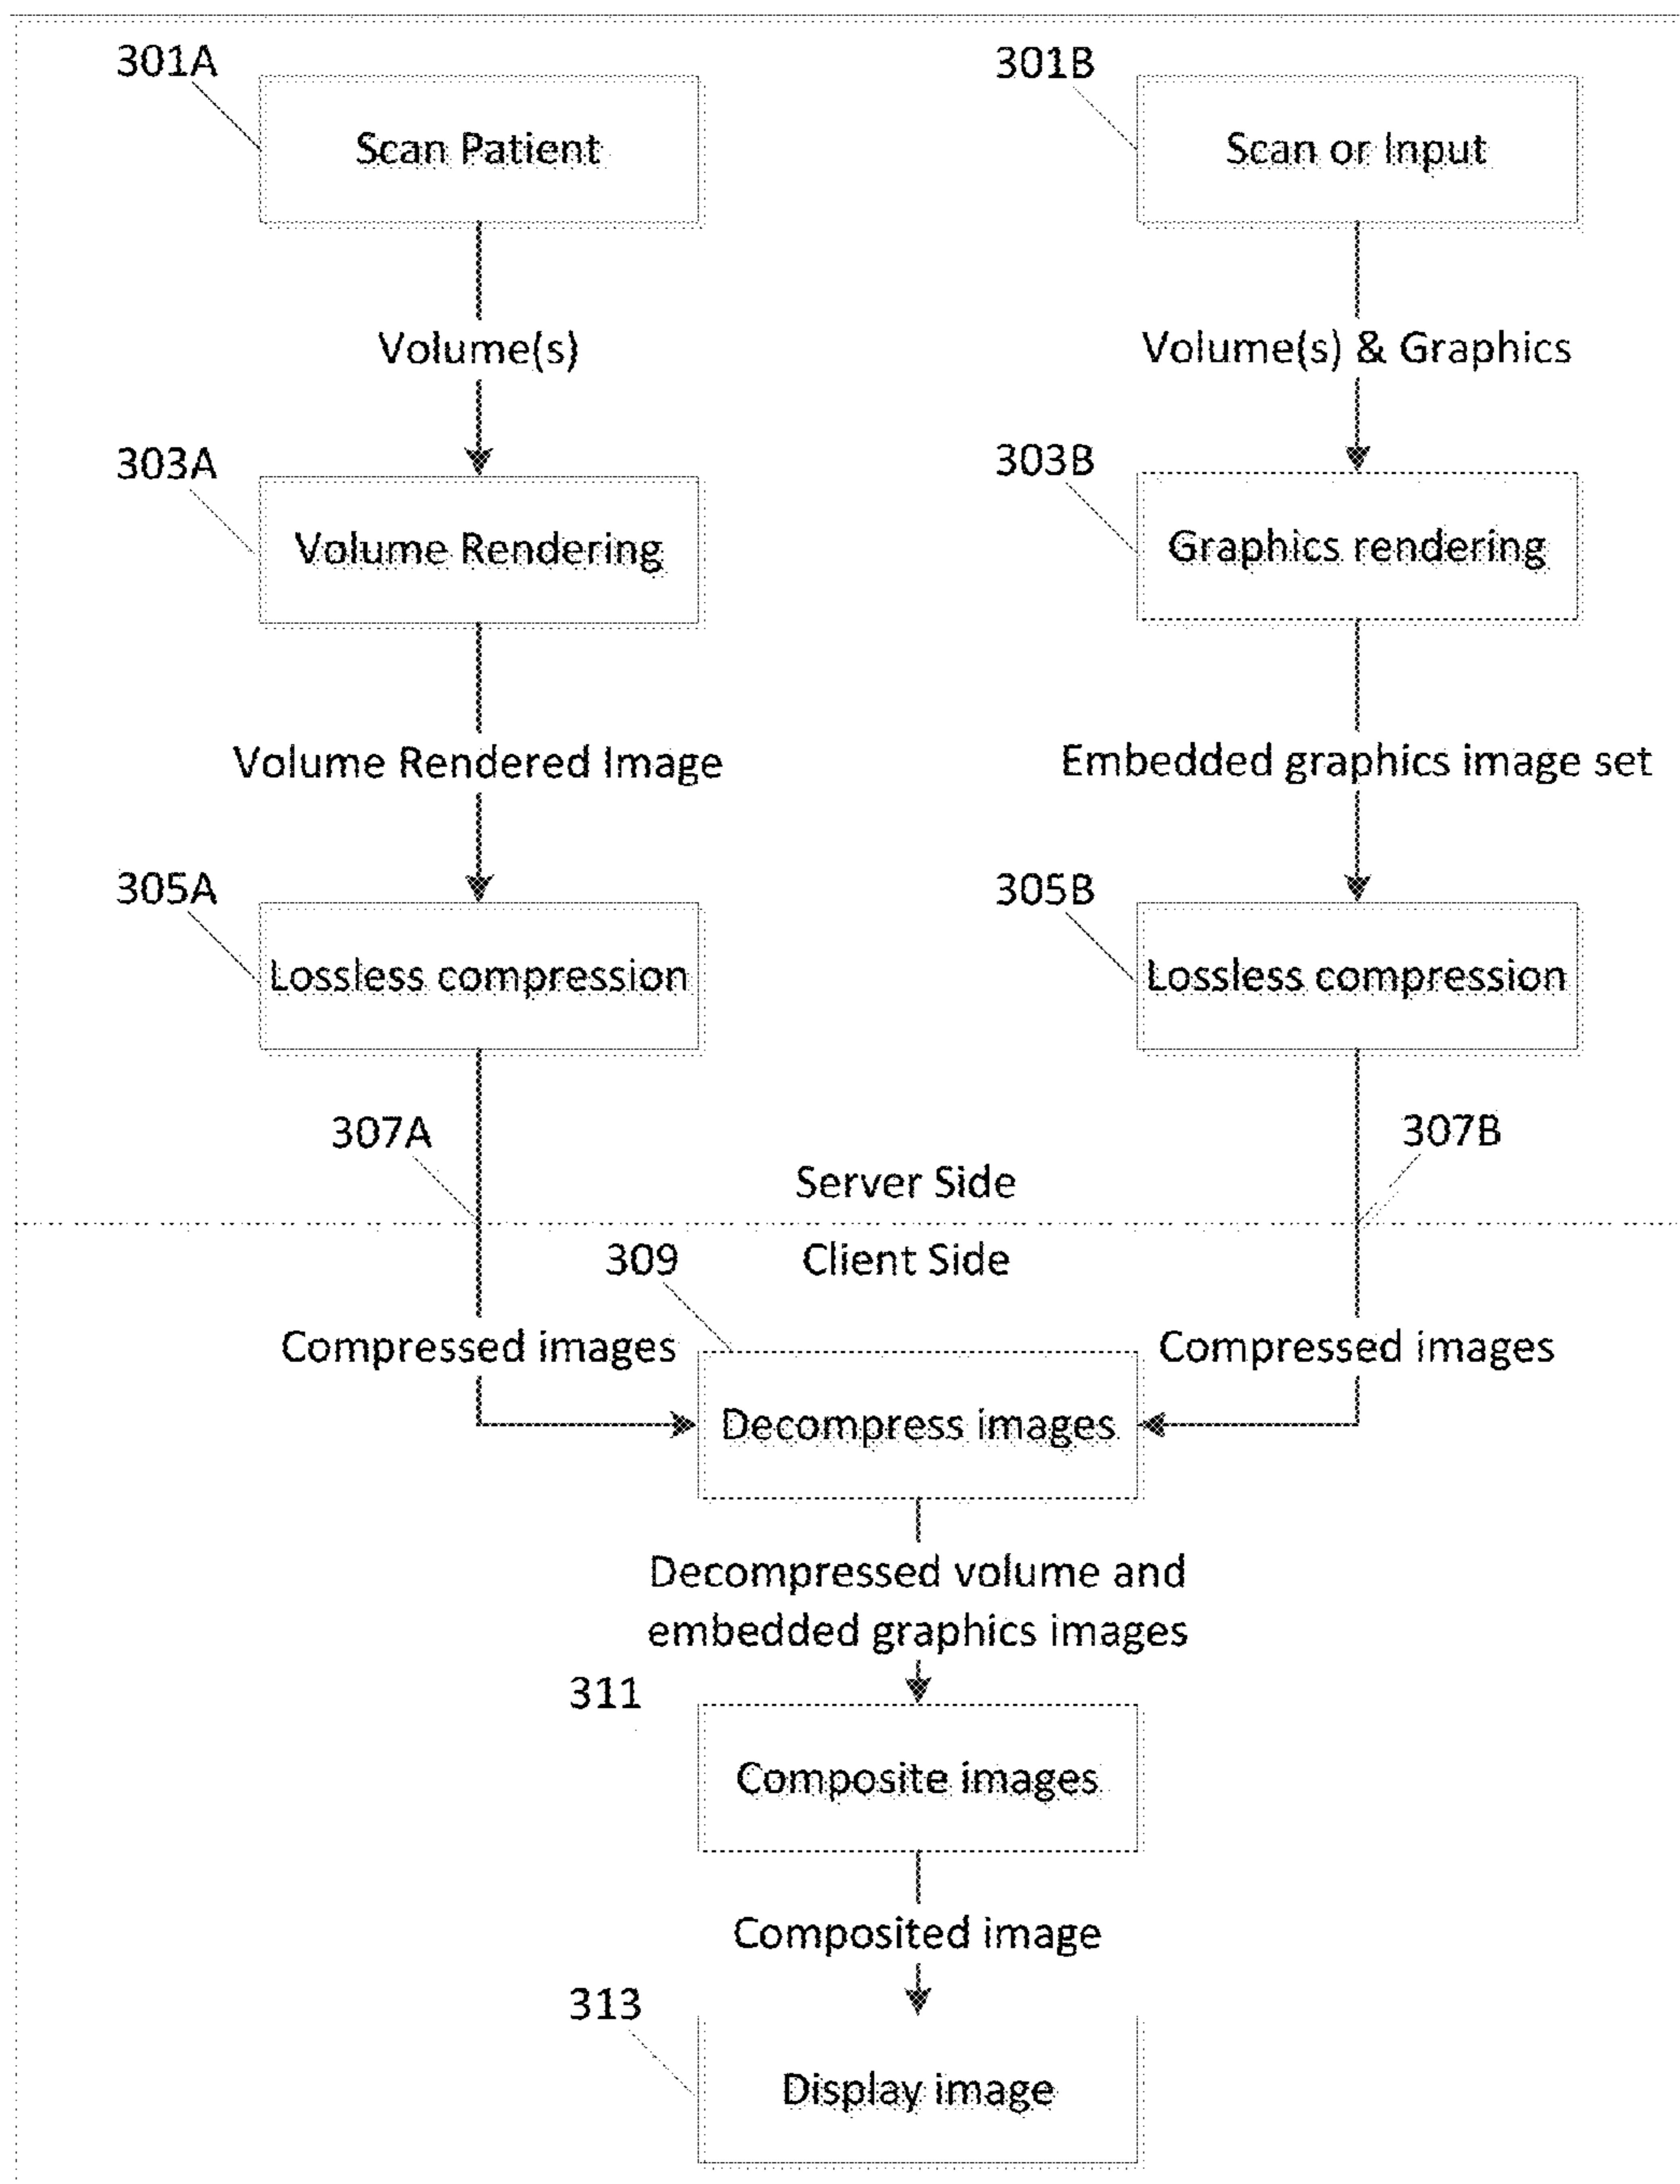 301A
301B
Scan Patient
Scan or Input
Volume(s)
Volume(s) & Graphics
303A
303B
Volume Rendering
Graphics rendering
Volume Rendered Image
Embedded graphics image set
305A
305B
Lossless compression
Lossless compression
307A
307B
Server Side
Client Side
309
Compressed images
Compressed images
Decompress images
Decompressed volume and
embedded graphics images
311
Composite images
Composited image
313
Display image